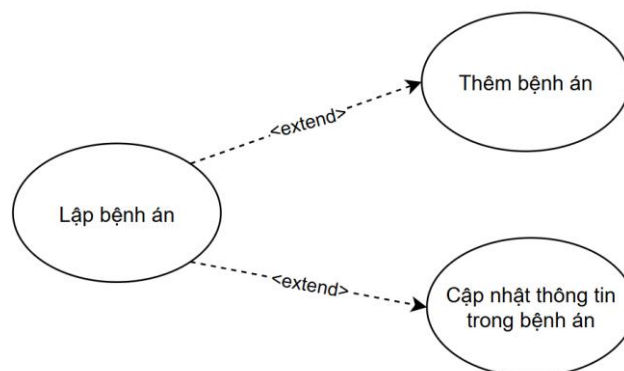 Thêm bệnh án
<extend>
Lập bệnh án
<extend>
Cập nhật thông tin
trong bệnh án